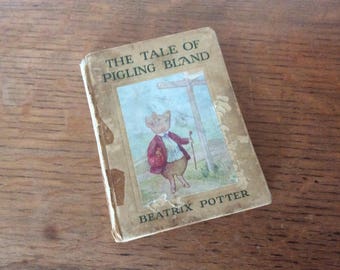 THE TALE OF
PIGLING BLAND
BEATRIX POTTER